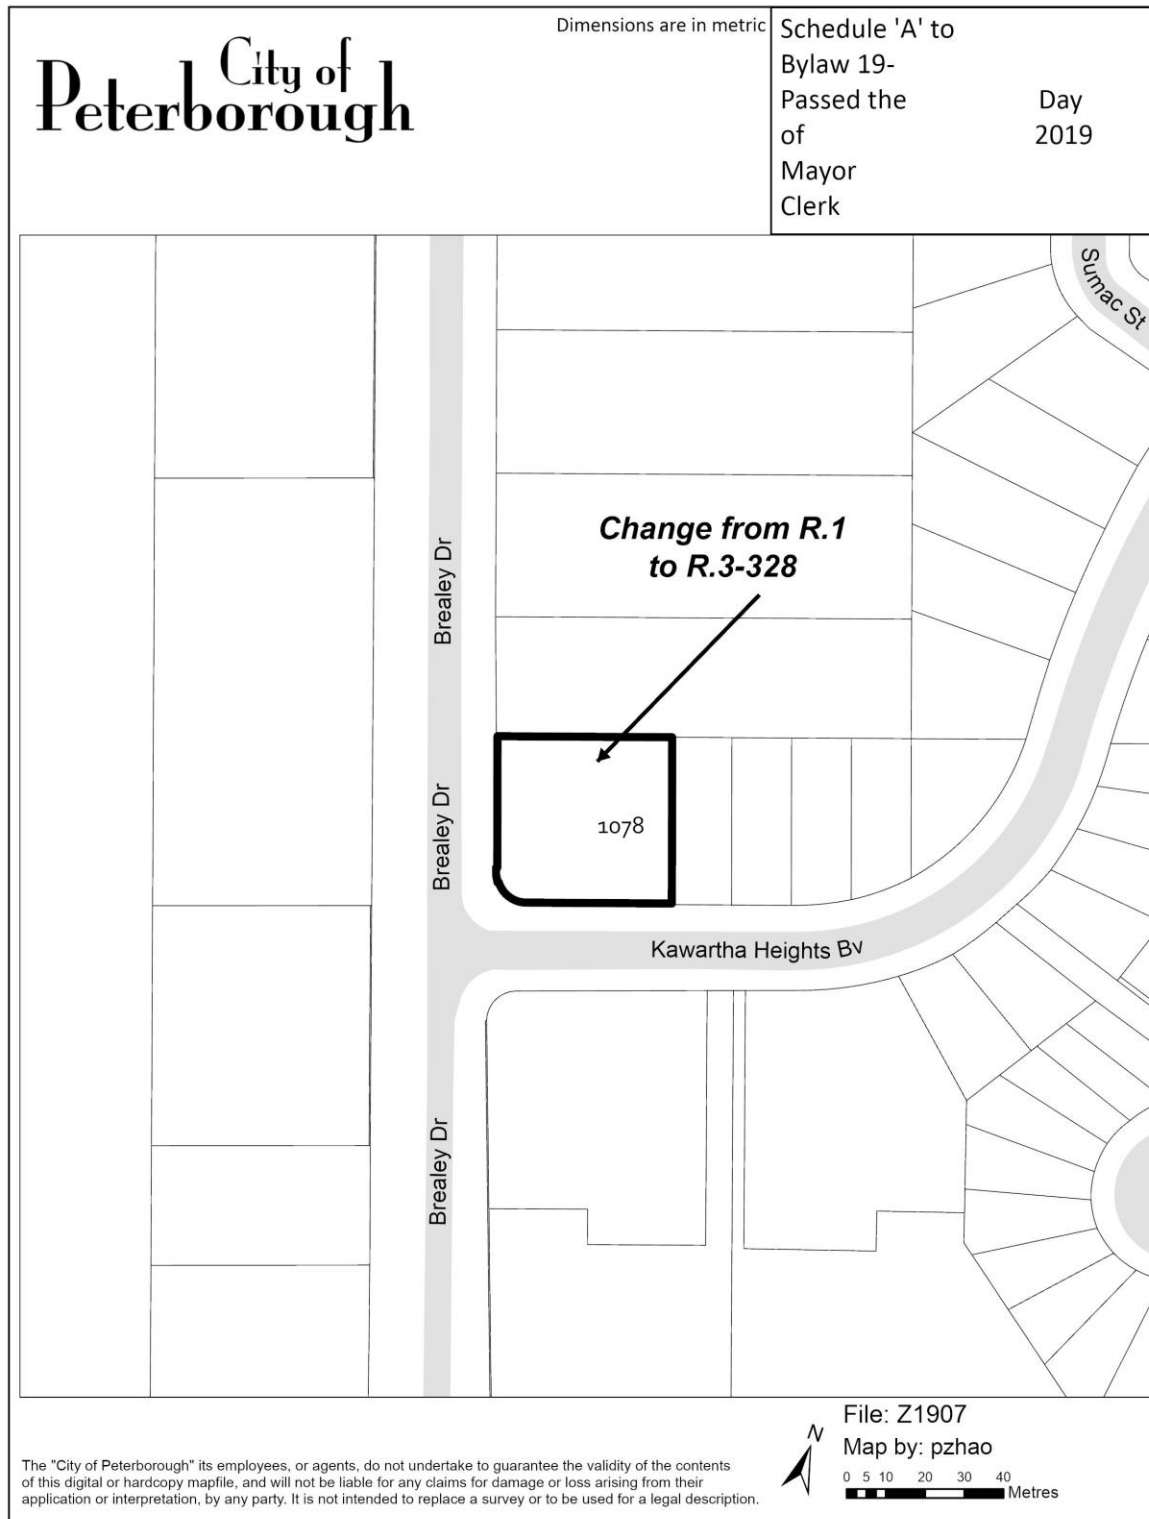 City of
Peterborough
Dimensions are in metric
Schedule 'A' to
Bylaw 19-
Passed the Day
of 2019
Mayor
Clerk
Sumac St
Change from R.1
to R.3-328
Brealey Dr
Brealey Dr
1078
Kawartha Heights Bv
Brealey Dr
The "City of Peterborough" its employees, or agents, do not undertake to guarantee the validity of the contents
of this digital or hardcopy mapfile, and will not be liable for any claims for damage or loss arising from their
application or interpretation, by any party. It is not intended to replace a survey or to be used for a legal description.
N
File: Z1907
Map by: pzhao
0 5 10 20 30 40
Metres